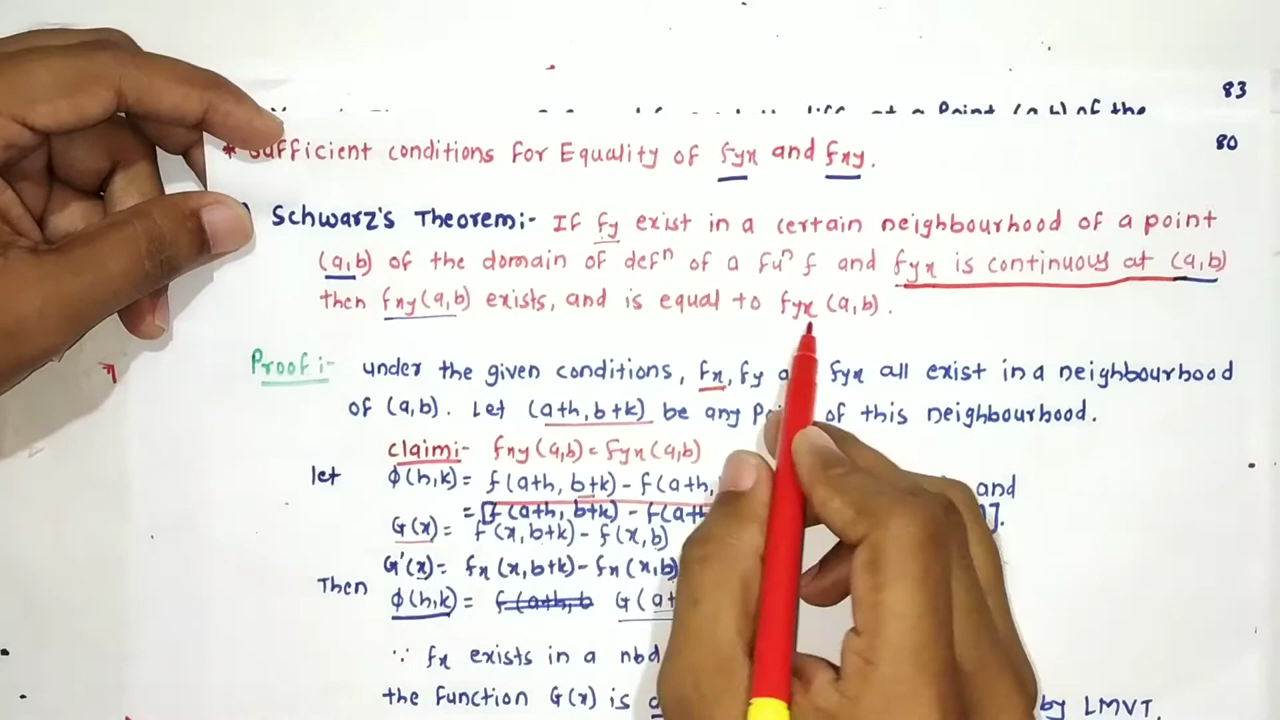 83
at a Point (a,b) of the
80
* Sufficient conditions for Equality of fyx and fxy.
Schwarz's Theorem:- If fy exist in a certain neighbourhood of a point
(a,b) of the domain of defⁿ of a fuⁿ f and fyx is continuous at (a,b)
then fxy(a,b) exists, and is equal to fyx (a,b).
Proof:- under the given conditions, fx, fy fyx all exist in a neighbourhood
of (a,b). Let (a+h, b+k) be any of this neighbourhood.
claim:- fxy(a,b) = fyx(a,b)
let φ(h,k) = f(a+h, b+k) - f(a+h, and
= [f(a+h, b+k) - f(a+h ].
G(x) = f(x,b+k) - f(x,b)
G'(x) = fx(x,b+k) - fx(x,b)
Then φ(h,k) = f(a+h,b G(a+
∵ fx exists in a nbd
the function G(x) is by LMVT.